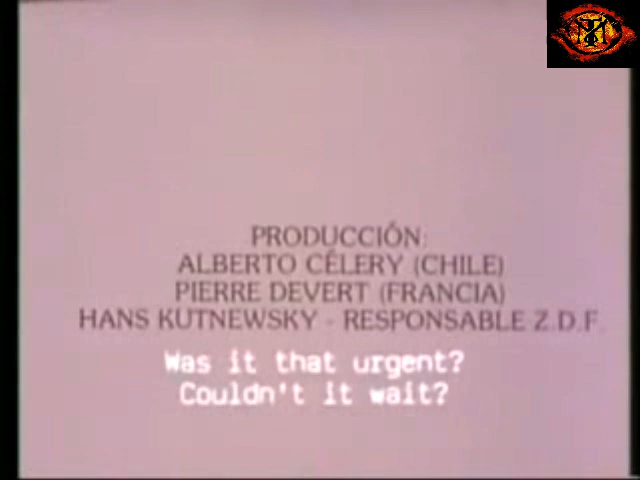 PRODUCCIÓN:
ALBERTO CÉLERY (CHILE)
PIERRE DEVERT (FRANCIA)
HANS KUTNEWSKY - RESPONSABLE Z.D.F.
Was it that urgent?
Couldn't it wait?